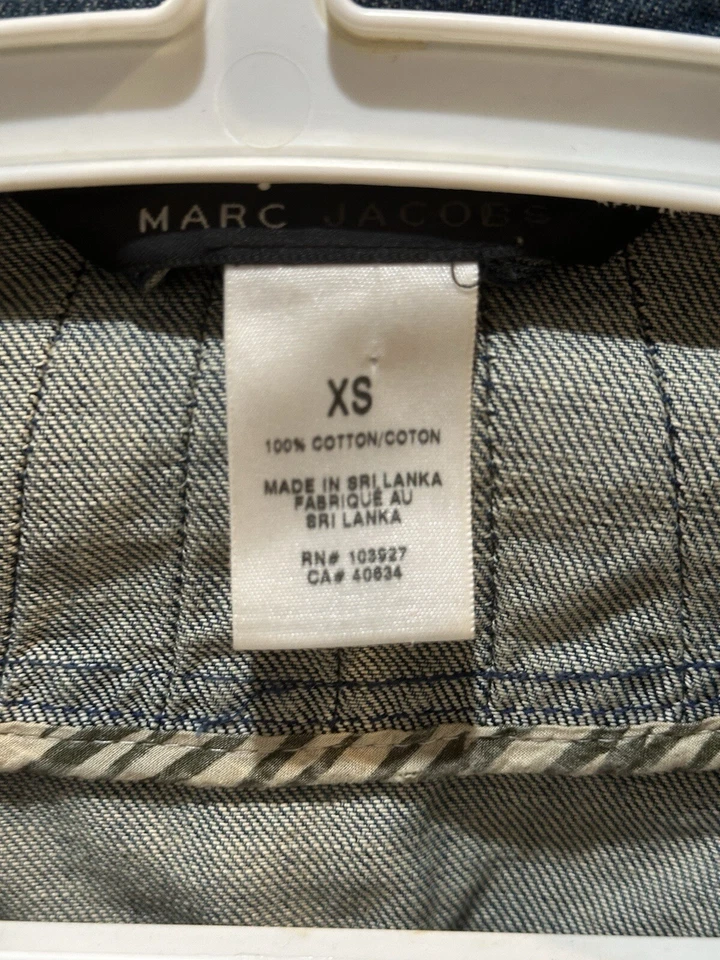 MARC JACOBS
XS
100% COTTON/COTON
MADE IN SRI LANKA
FABRIQUÉ AU
SRI LANKA
RN# 103927
CA# 40634